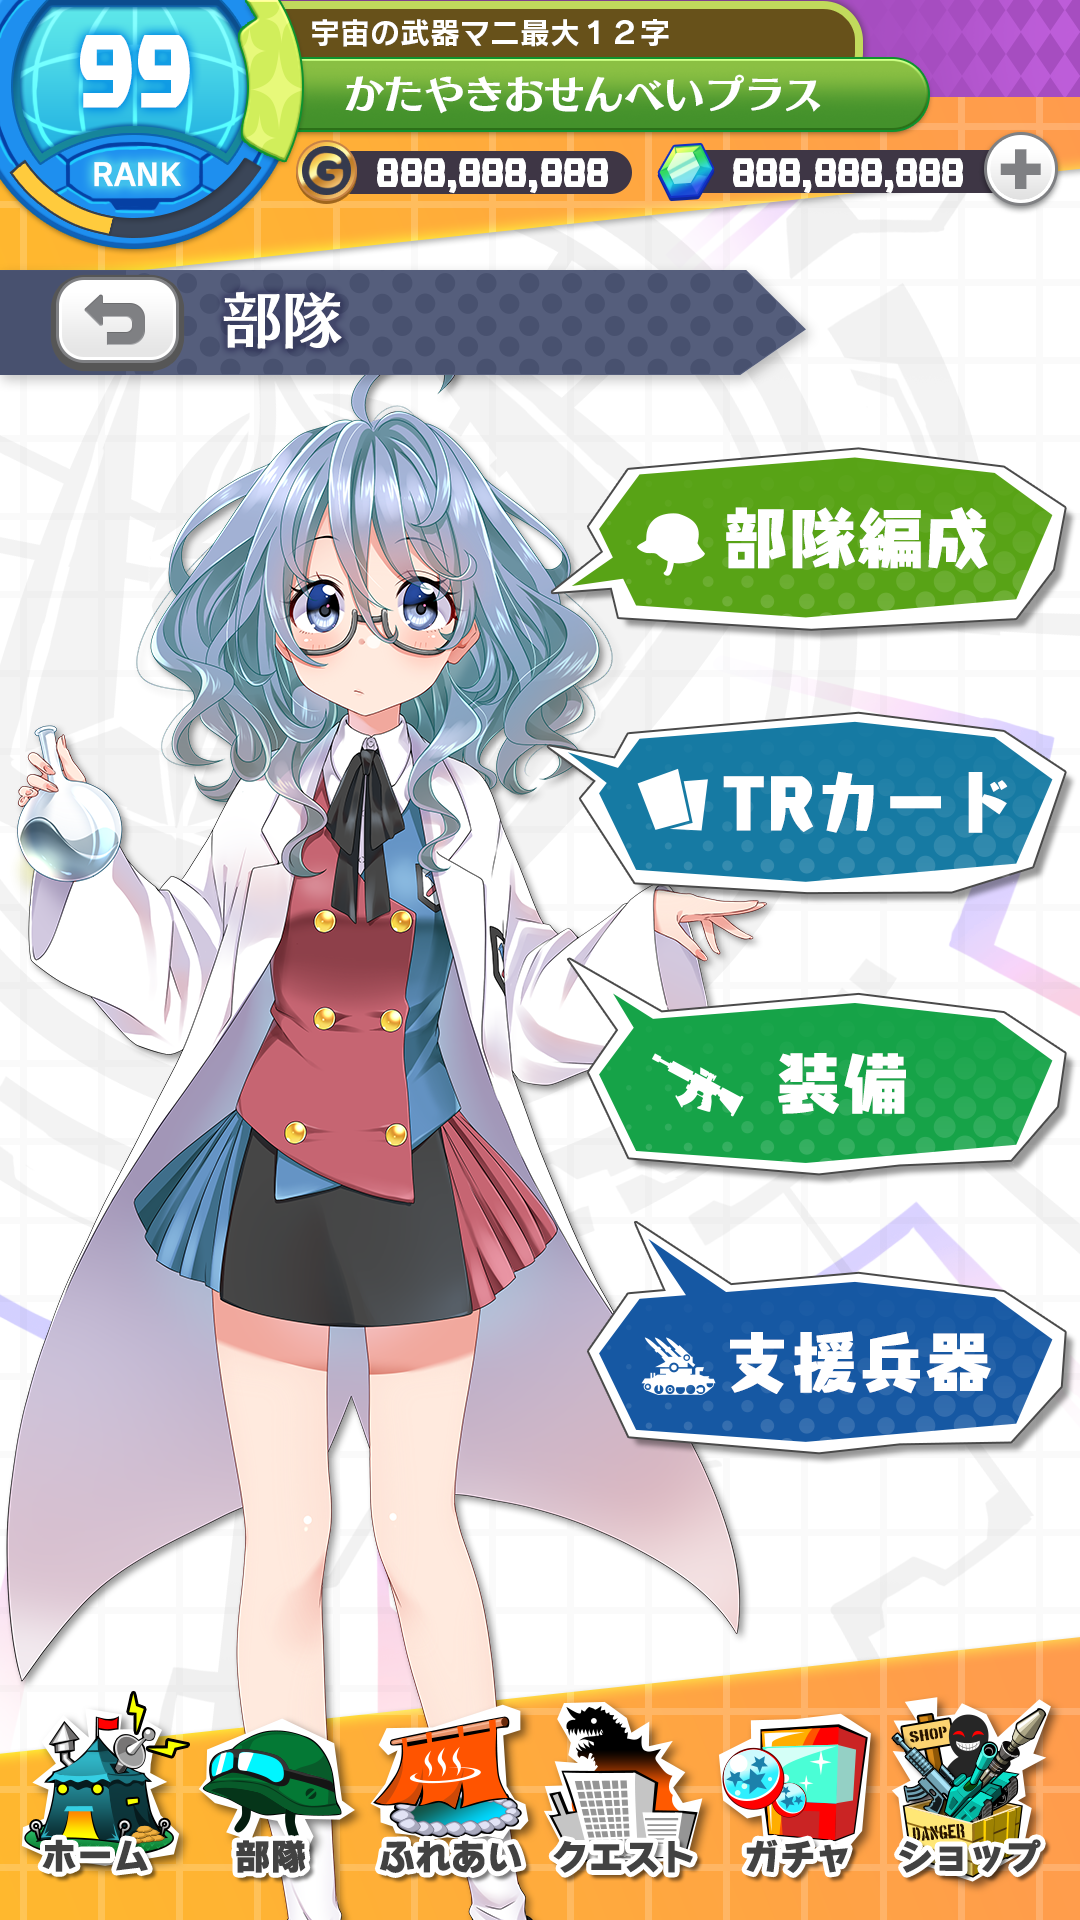 99
RANK
宇宙の武器マニ最大１２字
かたやきおせんべいプラス
G 888,888,888
888,888,888
部隊
部隊編成
TRカード
装備
支援兵器
SHOP
DANGER
ホーム
部隊
ふれあい
クエスト
ガチャ
ショップ